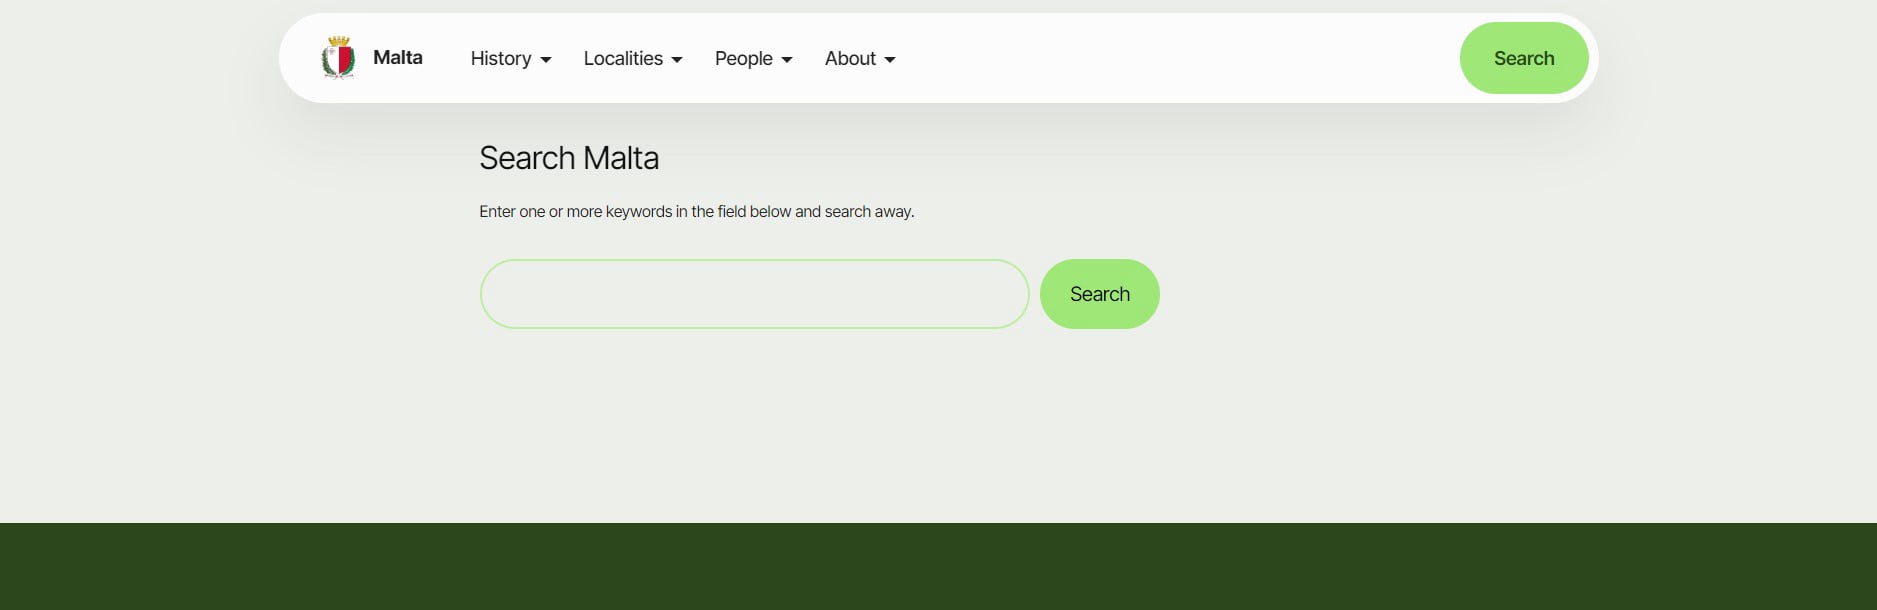 Malta History Localities People About Search
Search Malta
Enter one or more keywords in the field below and search away.
Search